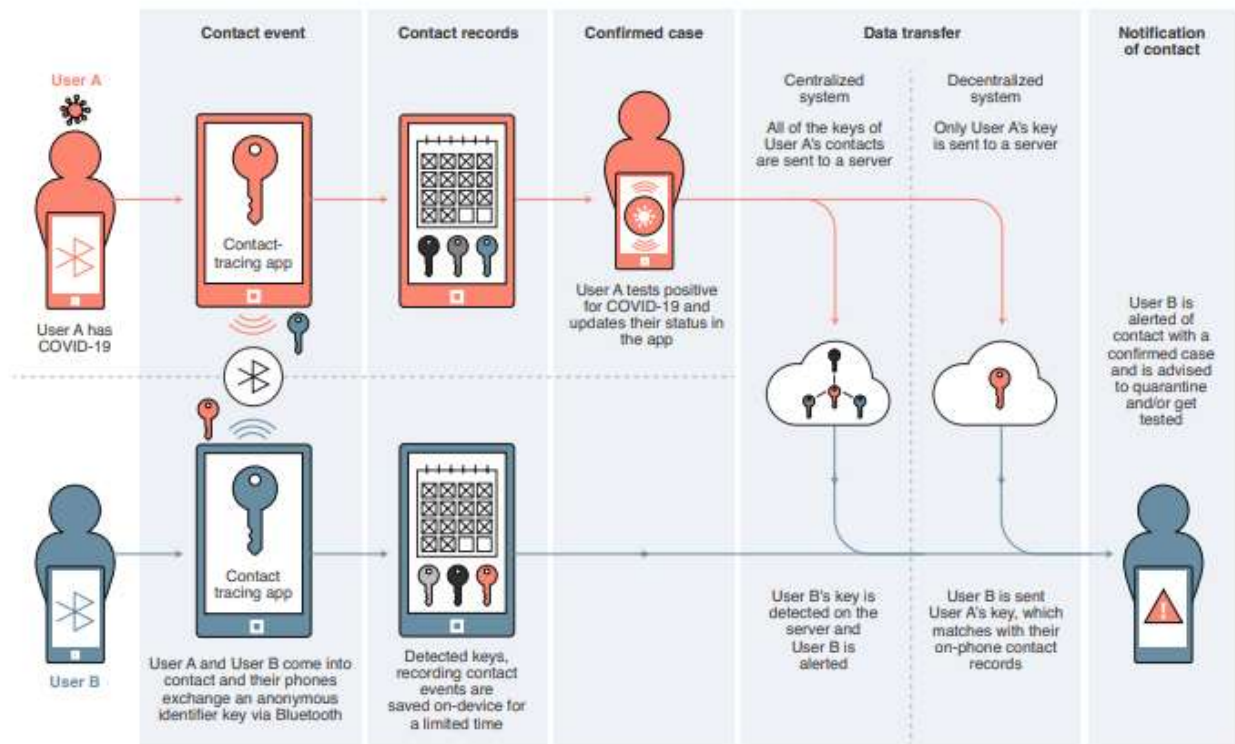 Contact event
Contact records
Confirmed case
Data transfer
Notification
of contact
User A
Centralized
system
All of the keys of
User A's contacts
are sent to a server
Decentralized
system
Only User A's key
is sent to a server
Contact-
tracing app
User A has
COVID-19
User A tests positive
for COVID-19 and
updates their status in
the app
User B is
alerted of
contact with a
confirmed case
and is advised
to quarantine
and/or get
tested
Contact
tracing app
User B
User A and User B come into
contact and their phones
exchange an anonymous
identifier key via Bluetooth
Detected keys,
recording contact
events are
saved on-device for
a limited time
User B's key is
detected on the
server and
User B is
alerted
User B is sent
User A's key, which
matches with their
on-phone contact
records
!